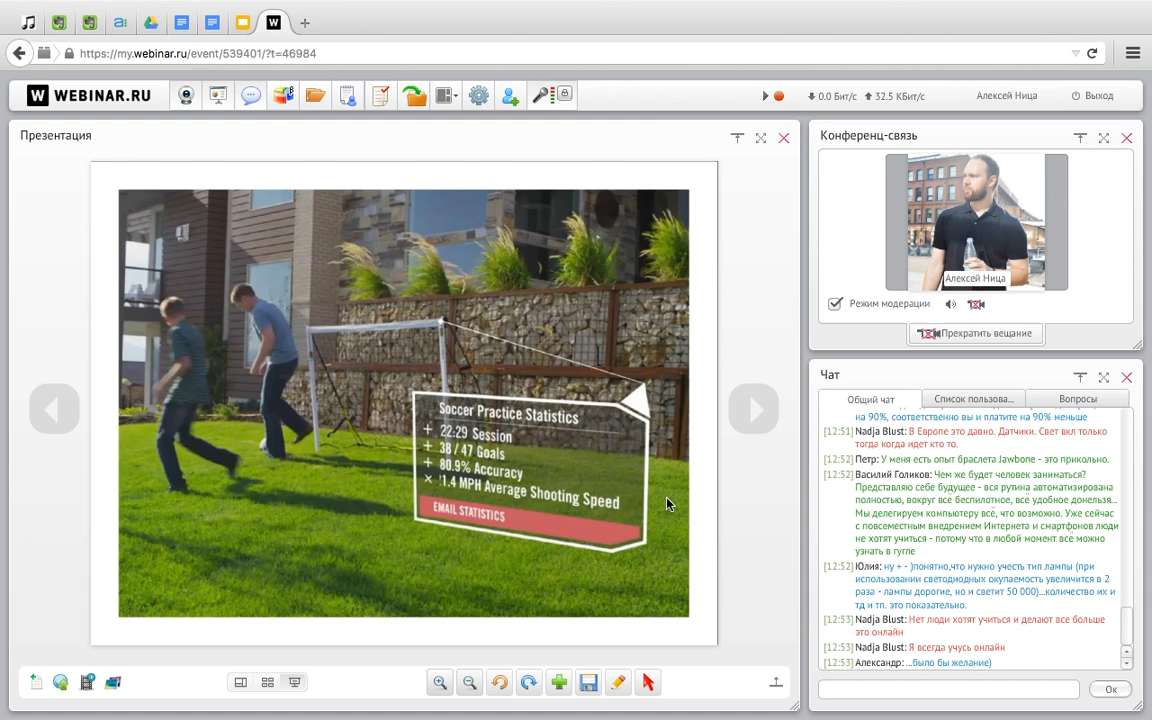 https://my.webinar.ru/event/539401/?t=46984
W WEBINAR.RU
0.0 Бит/с 32.5 КБит/с
Алексей Ница
Выход
Презентация
Soccer Practice Statistics
+ 22:29 Session
+ 38 / 47 Goals
+ 80.9% Accuracy
× 11.4 MPH Average Shooting Speed
EMAIL STATISTICS
Конференц-связь
Алексей Ница
Режим модерации
Прекратить вещание
Чат
Общий чат
Список пользова...
Вопросы
на 90%, соответственно вы и платите на 90% меньше
[12:51] Nadja Blust: В Европе это давно. Датчики. Свет вкл только
тогда когда идет кто то.
[12:52] Петр: У меня есть опыт браслета Jawbone - это прикольно.
[12:52] Василий Голиков: Чем же будет человек заниматься?
Представляю себе будущее - вся рутина автоматизирована
полностью, вокруг все беспилотное, всё удобное донельзя...
Мы делегируем компьютеру всё, что возможно. Уже сейчас
с повсеместным внедрением Интернета и смартфонов люди
не хотят учиться - потому что в любой момент всё можно
узнать в гугле
[12:52] Юлия: ну + - )понятно,что нужно учесть тип лампы (при
использовании светодиодных окупаемость увеличится в 2
раза - лампы дорогие, но и светит 50 000)...количество их и
тд и тп. это показательно.
[12:53] Nadja Blust: Нет люди хотят учиться и делают все больше
это онлайн
[12:53] Nadja Blust: Я всегда учусь онлайн
[12:53] Александр: ...было бы желание)
Ок